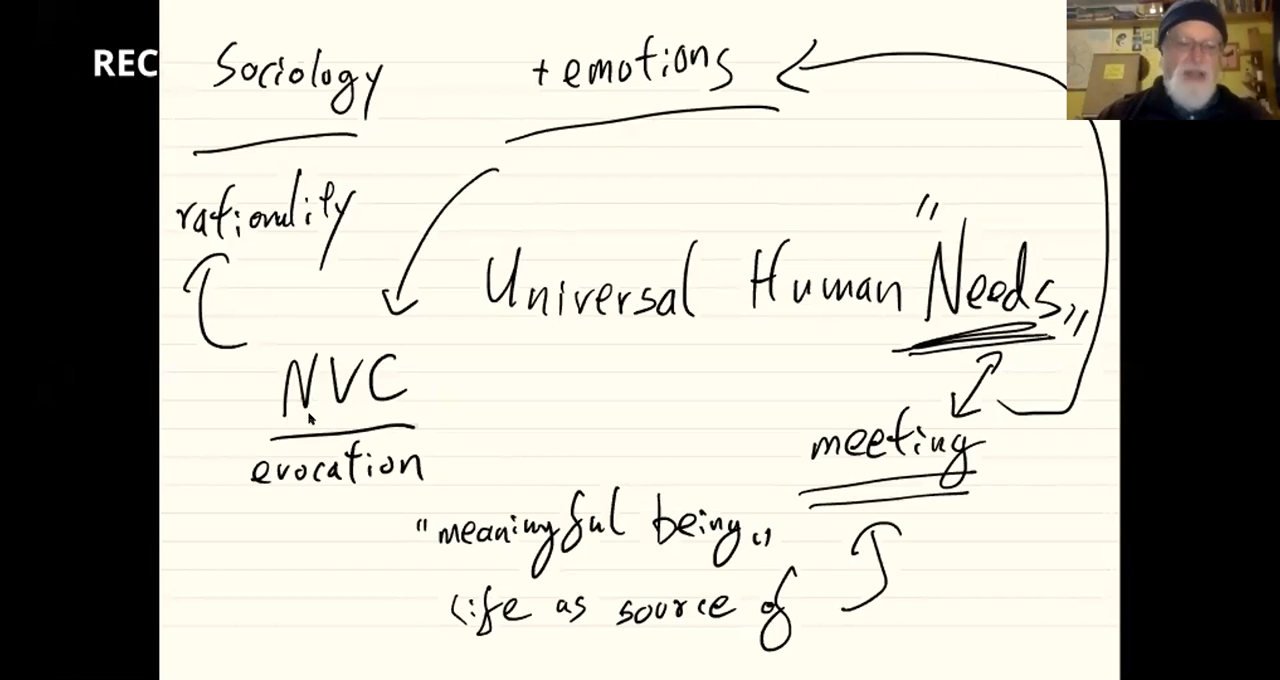 REC
Sociology + emotions
rationality
Universal Human "Needs"
NVC
evocation
meeting
"meaningful being"
life as source of